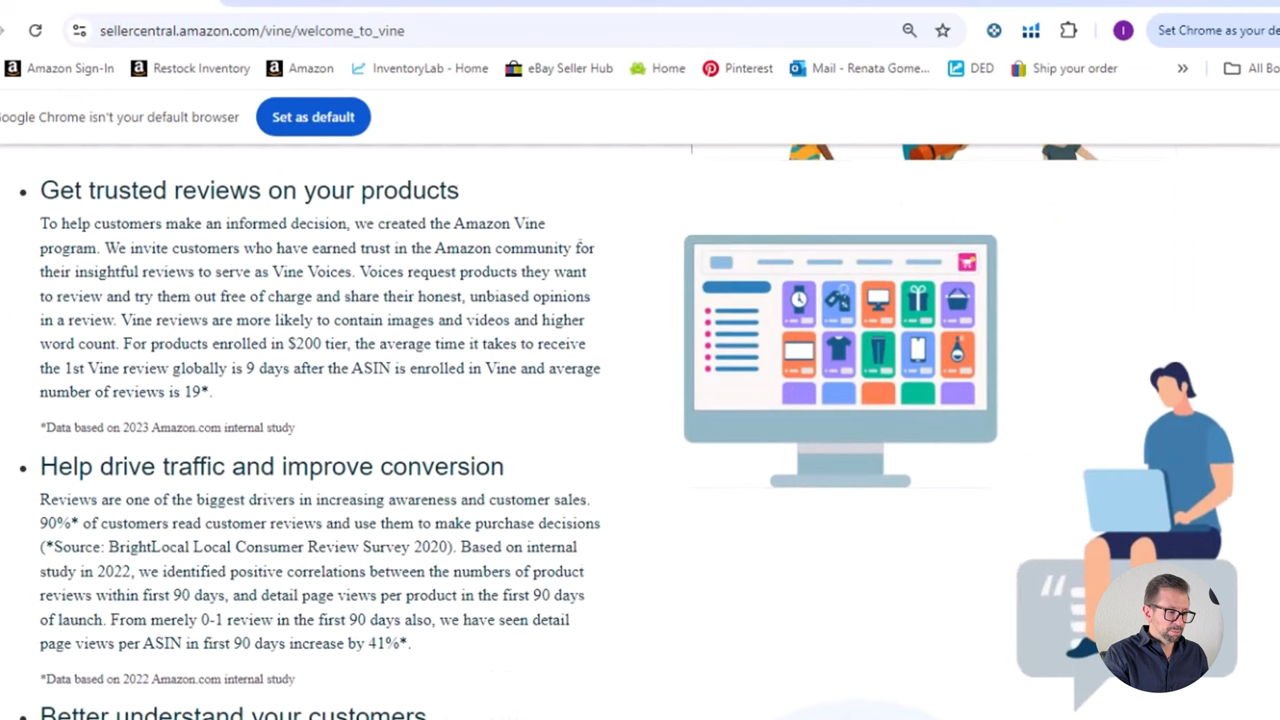 sellercentral.amazon.com/vine/welcome_to_vine
I
Set Chrome as your de
Amazon Sign-In
Restock Inventory
Amazon
InventoryLab - Home
eBay Seller Hub
Home
Pinterest
Mail - Renata Gome...
DED
Ship your order
»
All Bo
oogle Chrome isn't your default browser
Set as default
• Get trusted reviews on your products
To help customers make an informed decision, we created the Amazon Vine
program. We invite customers who have earned trust in the Amazon community for
their insightful reviews to serve as Vine Voices. Voices request products they want
to review and try them out free of charge and share their honest, unbiased opinions
in a review. Vine reviews are more likely to contain images and videos and higher
word count. For products enrolled in $200 tier, the average time it takes to receive
the 1st Vine review globally is 9 days after the ASIN is enrolled in Vine and average
number of reviews is 19*.
*Data based on 2023 Amazon.com internal study
• Help drive traffic and improve conversion
Reviews are one of the biggest drivers in increasing awareness and customer sales.
90%* of customers read customer reviews and use them to make purchase decisions
(*Source: BrightLocal Local Consumer Review Survey 2020). Based on internal
study in 2022, we identified positive correlations between the numbers of product
reviews within first 90 days, and detail page views per product in the first 90 days
of launch. From merely 0-1 review in the first 90 days also, we have seen detail
page views per ASIN in first 90 days increase by 41%*.
*Data based on 2022 Amazon.com internal study
• Better understand your customers